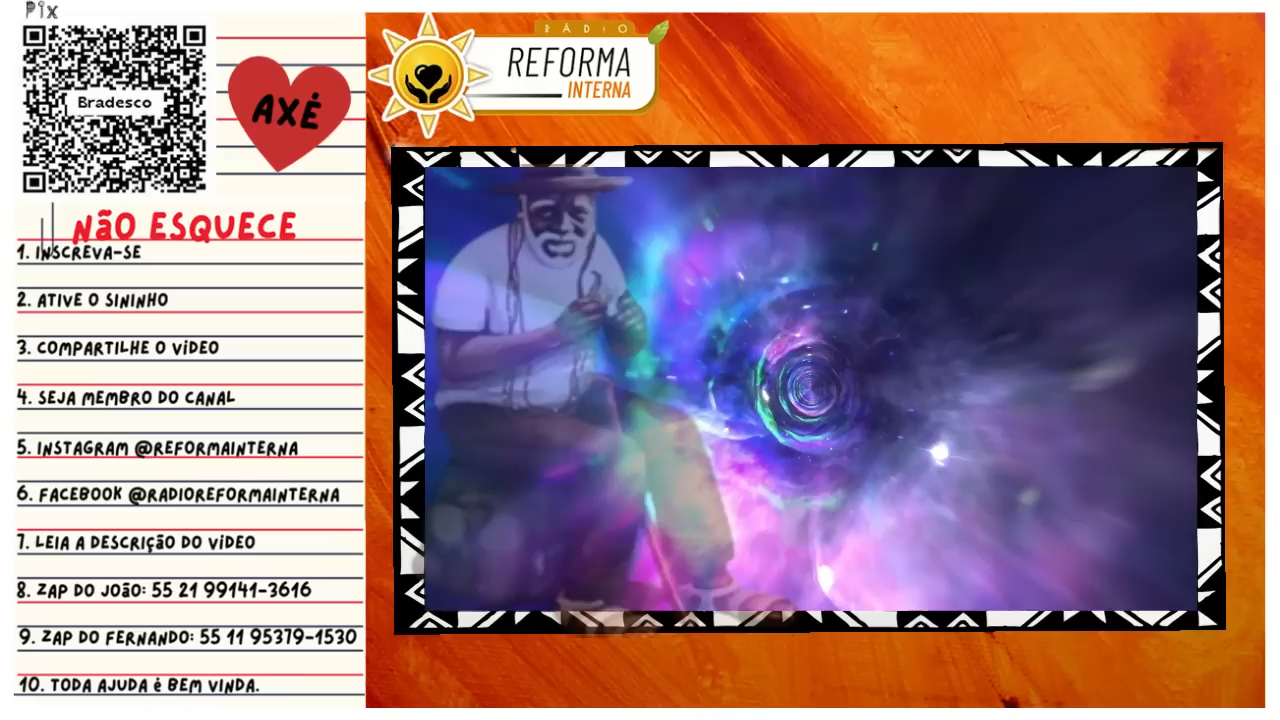 Pix
Bradesco
AXÉ
RÁDIO
REFORMA
INTERNA
NãO ESQUECE
1. INSCREVA-SE
2. ATIVE O SININHO
3. COMPARTILHE O VíDEO
4. SEJA MEMBRO DO CANAL
5. INSTAGRAM @REFORMAINTERNA
6. FACEBOOK @RADIOREFORMAINTERNA
7. LEIA A DESCRIÇãO DO VíDEO
8. ZAP DO JOãO: 55 21 99141-3616
9. ZAP DO FERNANDO: 55 11 95379-1530
10. TODA AJUDA é BEM VINDA.